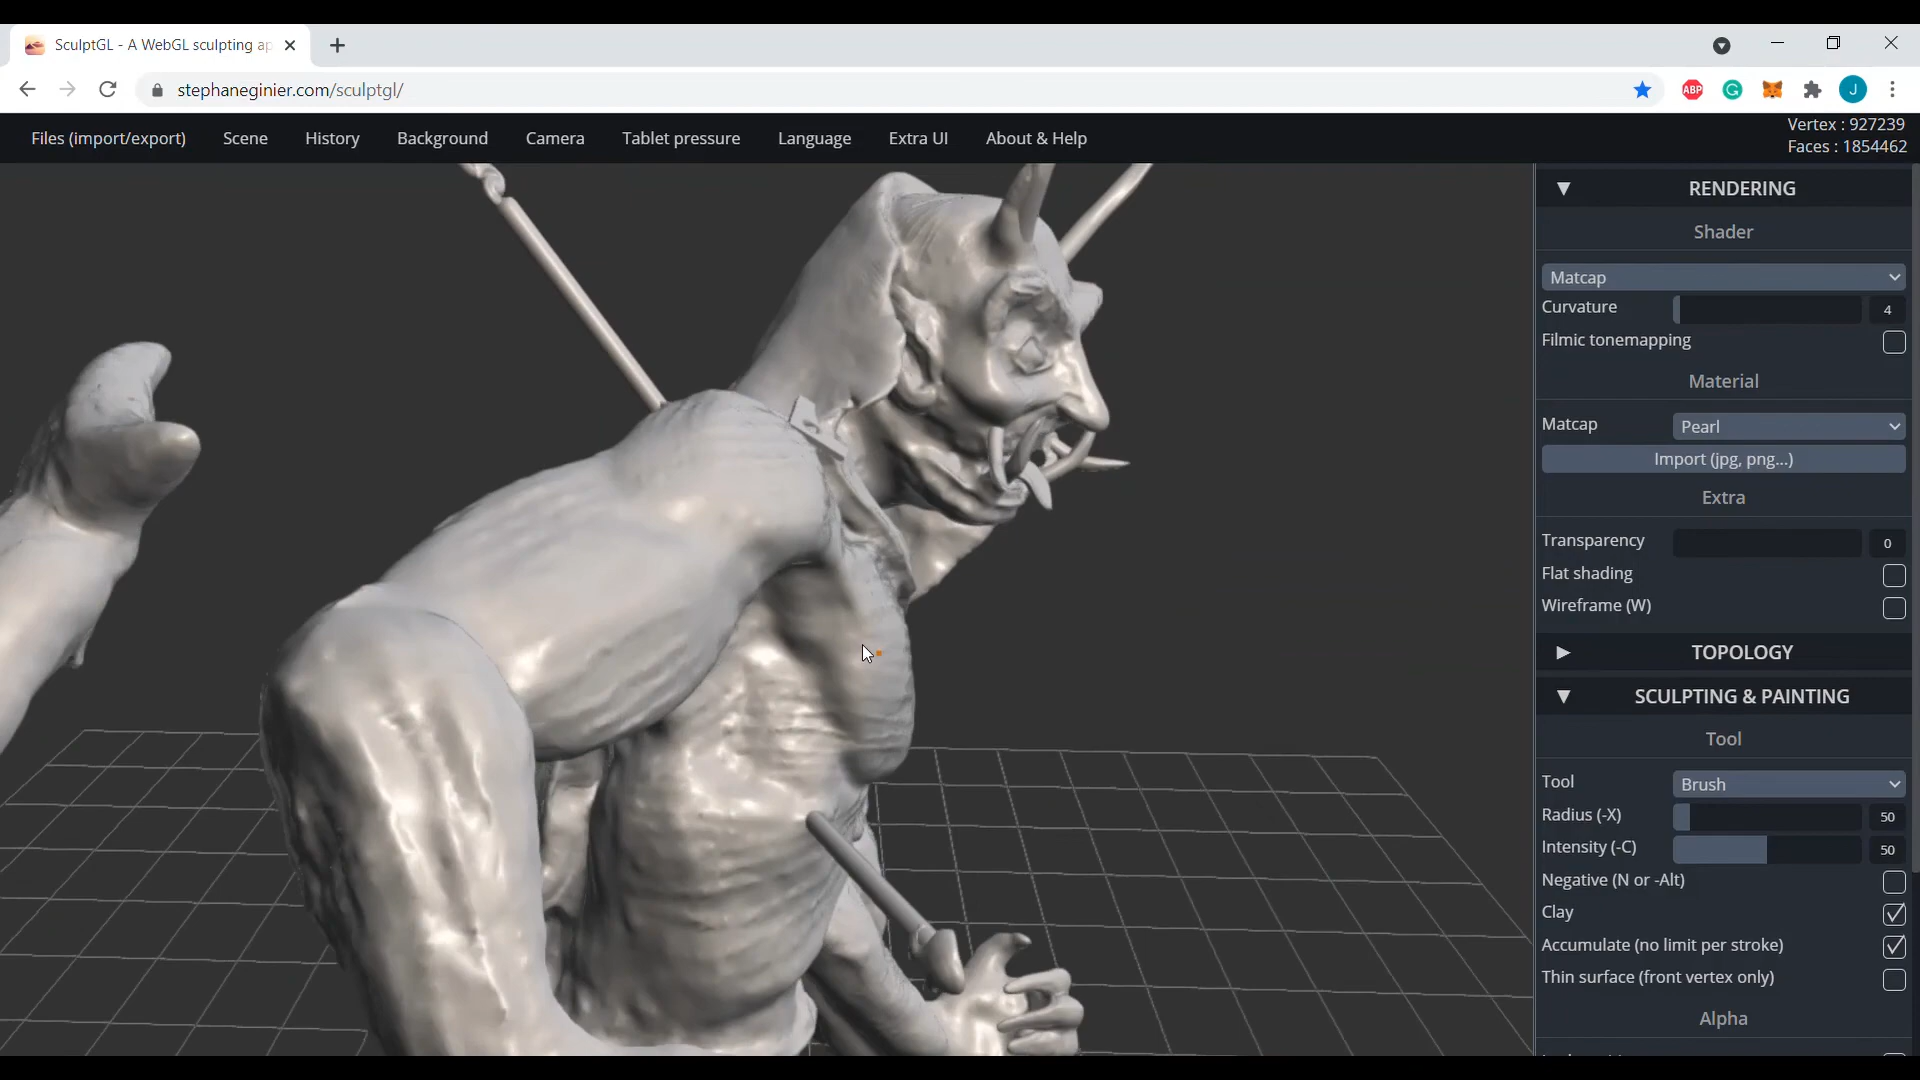 SculptGL - A WebGL sculpting ap
stephaneginier.com/sculptgl/
ABP
J
Files (import/export) Scene History Background Camera Tablet pressure Language Extra UI About & Help
Vertex : 927239
Faces : 1854462
RENDERING
Shader
Matcap
Curvature 4
Filmic tonemapping
Material
Matcap Pearl
Import (jpg, png...)
Extra
Transparency 0
Flat shading
Wireframe (W)
TOPOLOGY
SCULPTING & PAINTING
Tool
Tool Brush
Radius (-X) 50
Intensity (-C) 50
Negative (N or -Alt)
Clay
Accumulate (no limit per stroke)
Thin surface (front vertex only)
Alpha